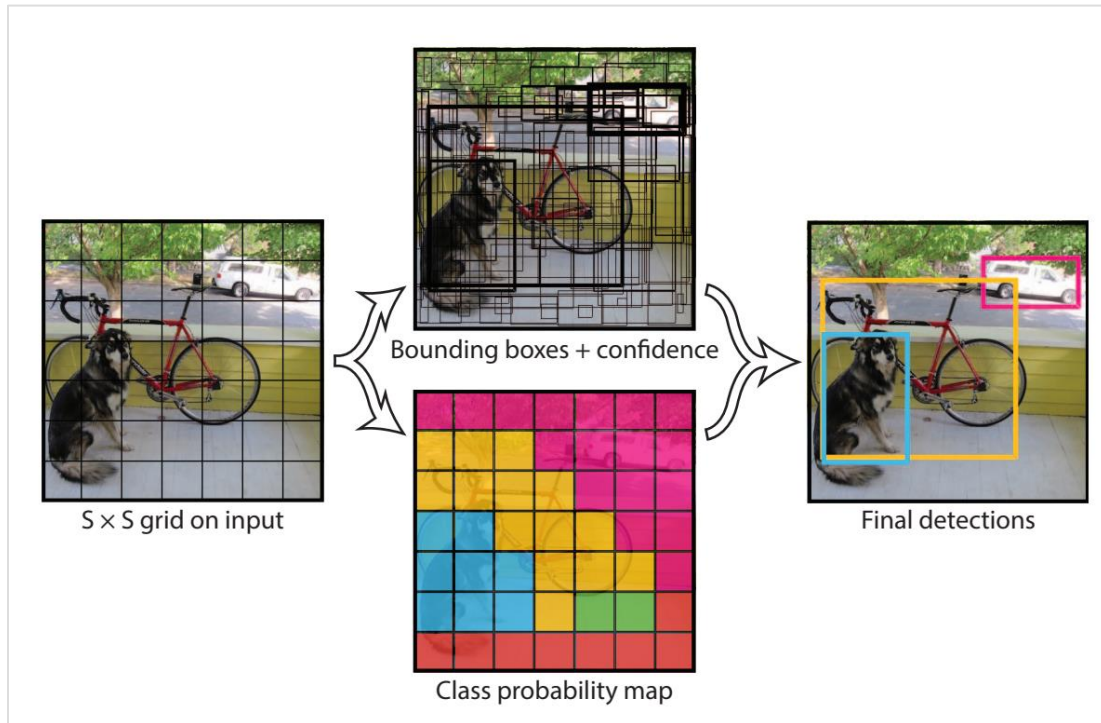 Bounding boxes + confidence
S × S grid on input
Final detections
Class probability map